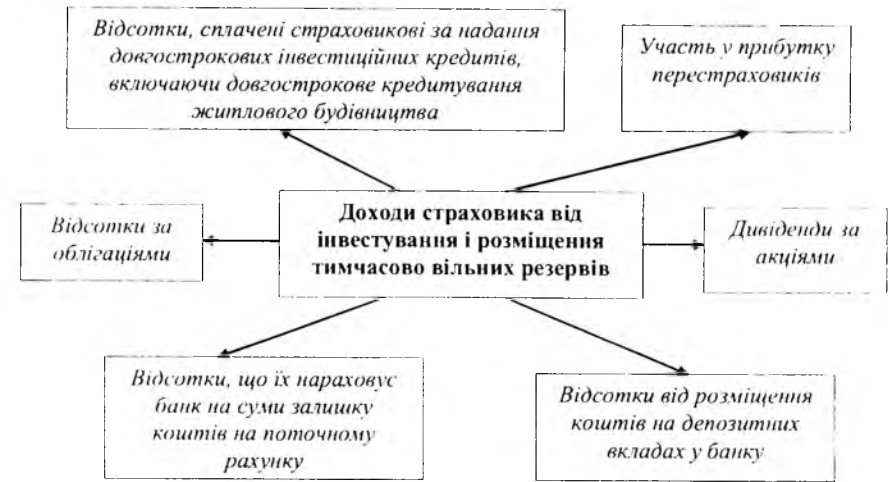 Відсотки, сплачені страховикові за надання
довгострокових інвестиційних кредитів,
включаючи довгострокове кредитування
житлового будівництва
Участь у прибутку
перестраховиків
Відсотки за
облігаціями
Доходи страховика від
інвестування і розміщення
тимчасово вільних резервів
Дивіденди за
акціями
Відсотки, що їх нараховує
банк на суми залишку
коштів на поточному
рахунку
Відсотки від розміщення
коштів на депозитних
вкладах у банку